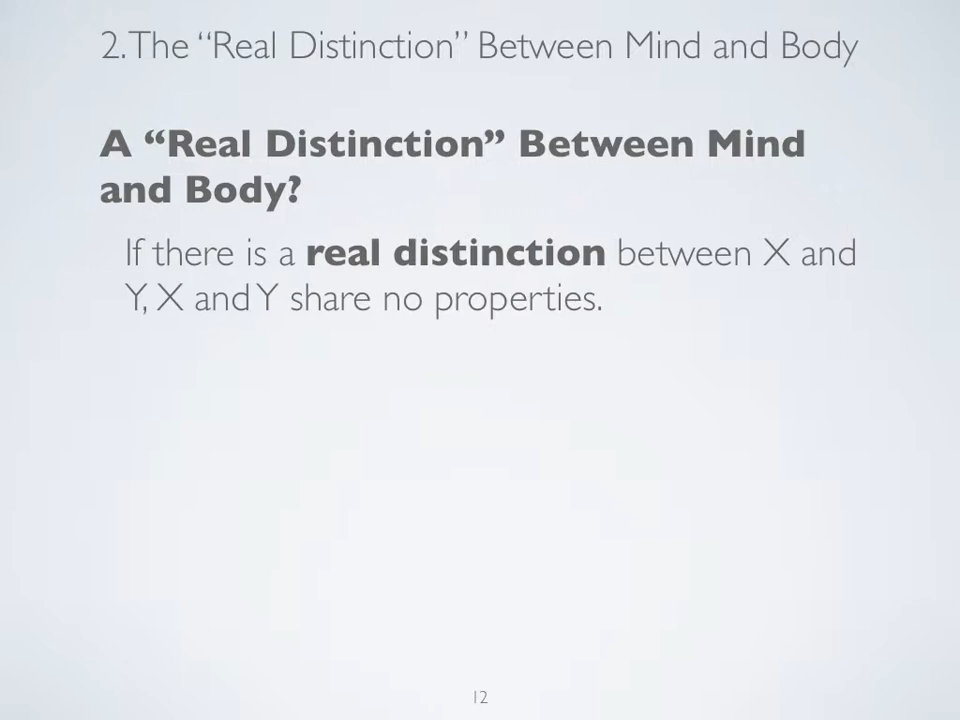 2. The “Real Distinction” Between Mind and Body
A “Real Distinction” Between Mind
and Body?
If there is a real distinction between X and
Y, X and Y share no properties.
12